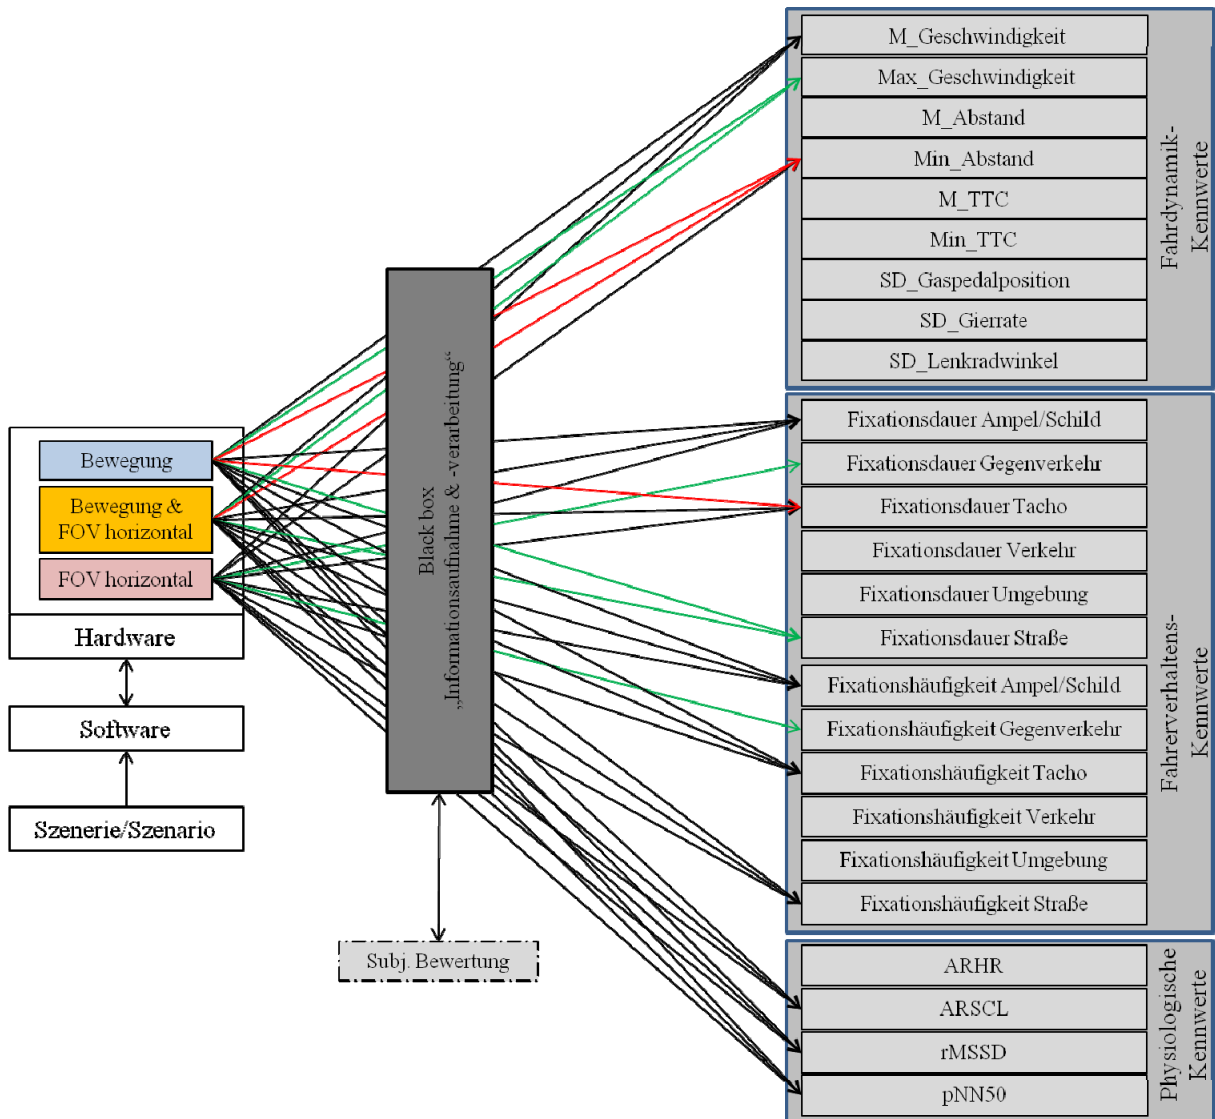 Bewegung
Bewegung &
FOV horizontal
FOV horizontal
Hardware
Software
Szenerie/Szenario
Black box
„Informationsaufnahme & -verarbeitung“
Subj. Bewertung
M_Geschwindigkeit
Max_Geschwindigkeit
M_Abstand
Min_Abstand
M_TTC
Min_TTC
SD_Gaspedalposition
SD_Gierrate
SD_Lenkradwinkel
Fahrdynamik-
Kennwerte
Fixationsdauer Ampel/Schild
Fixationsdauer Gegenverkehr
Fixationsdauer Tacho
Fixationsdauer Verkehr
Fixationsdauer Umgebung
Fixationsdauer Straße
Fixationshäufigkeit Ampel/Schild
Fixationshäufigkeit Gegenverkehr
Fixationshäufigkeit Tacho
Fixationshäufigkeit Verkehr
Fixationshäufigkeit Umgebung
Fixationshäufigkeit Straße
Fahrerverhaltens-
Kennwerte
ARHR
ARSCL
rMSSD
pNN50
Physiologische
Kennwerte